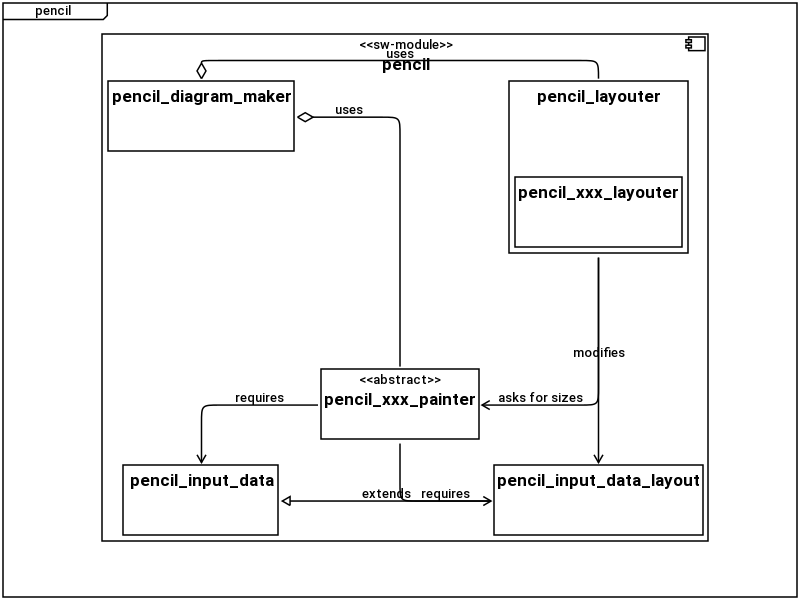 pencil
<<sw-module>>
uses
pencil
pencil_diagram_maker
pencil_layouter
uses
pencil_xxx_layouter
modifies
<<abstract>>
pencil_xxx_painter
requires
asks for sizes
pencil_input_data
pencil_input_data_layout
extends
requires